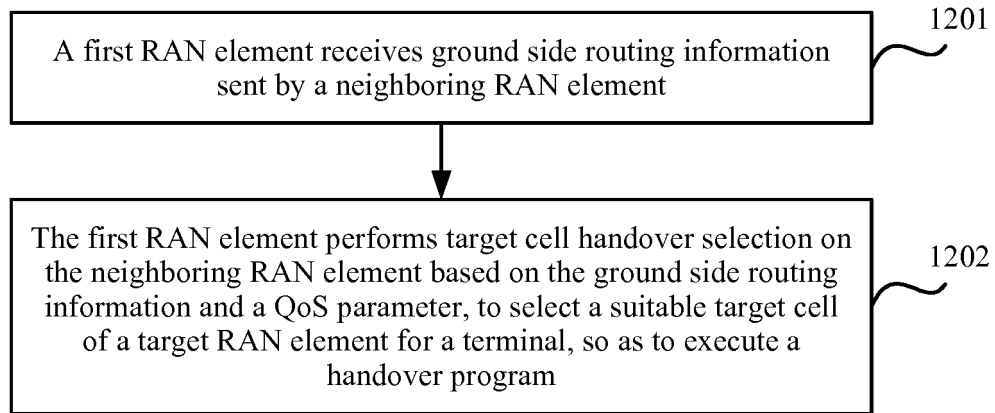 1201
A first RAN element receives ground side routing information
sent by a neighboring RAN element
1202
The first RAN element performs target cell handover selection on
the neighboring RAN element based on the ground side routing
information and a QoS parameter, to select a suitable target cell
of a target RAN element for a terminal, so as to execute a
handover program